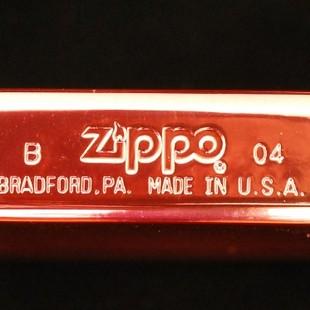 B zippo® 04
BRADFORD,PA. MADE IN U.S.A.